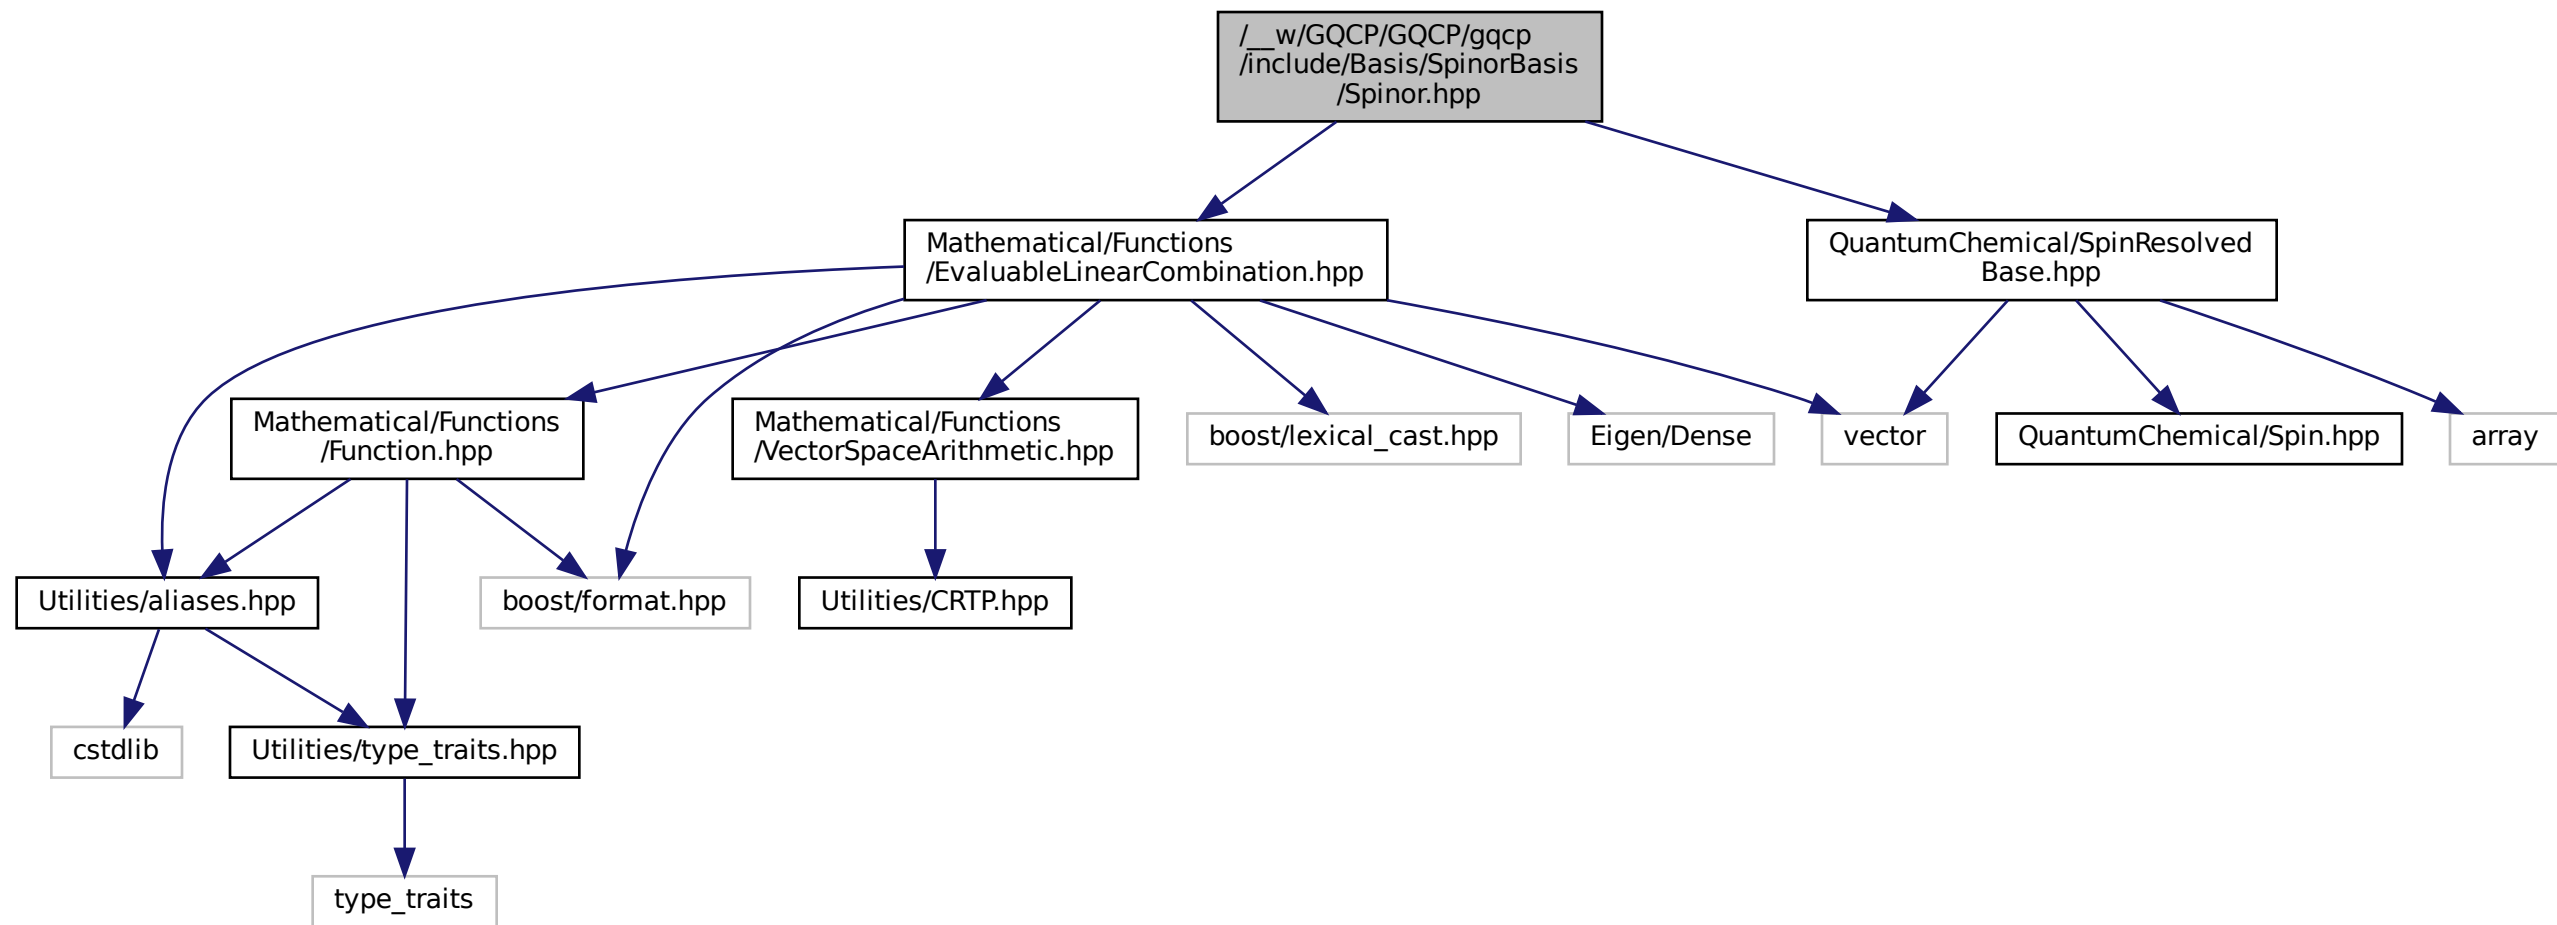 /__w/GQCP/GQCP/gqcp
/include/Basis/SpinorBasis
/Spinor.hpp
Mathematical/Functions
/EvaluableLinearCombination.hpp
QuantumChemical/SpinResolved
Base.hpp
Mathematical/Functions
/Function.hpp
Mathematical/Functions
/VectorSpaceArithmetic.hpp
boost/lexical_cast.hpp
Eigen/Dense
vector
QuantumChemical/Spin.hpp
array
Utilities/aliases.hpp
boost/format.hpp
Utilities/CRTP.hpp
cstdlib
Utilities/type_traits.hpp
type_traits